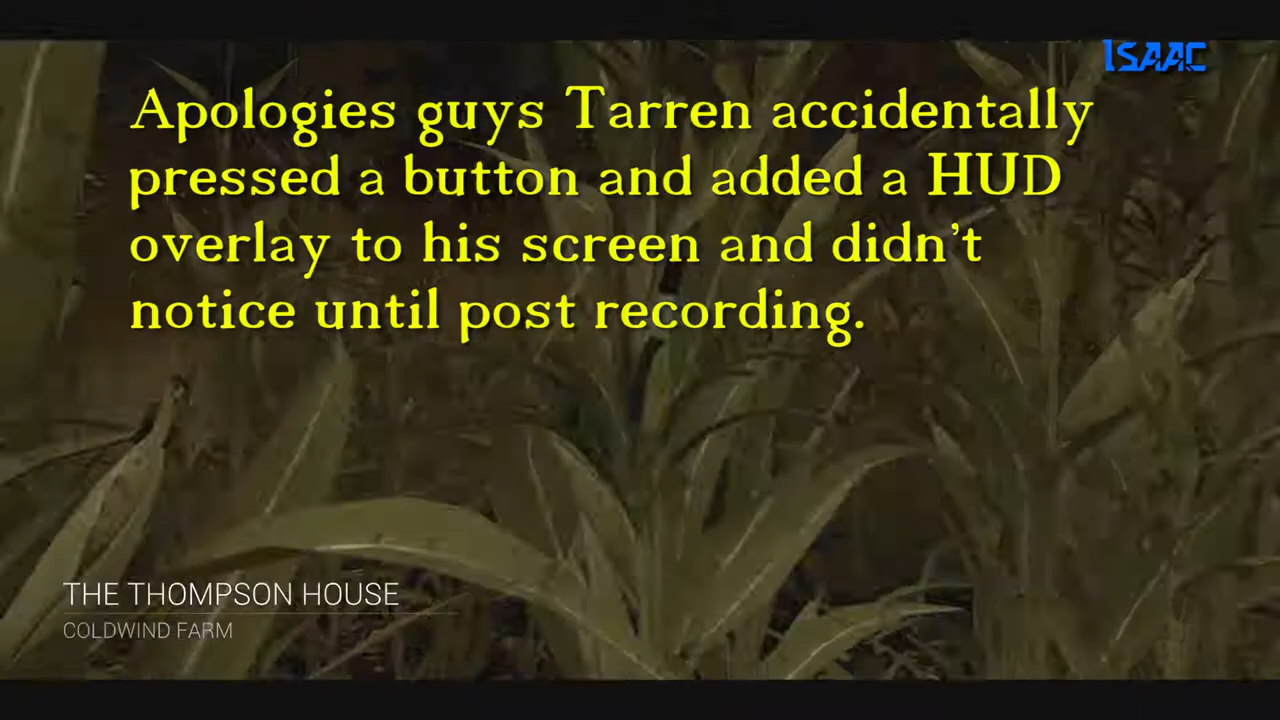 ISAAC
Apologies guys Tarren accidentally
pressed a button and added a HUD
overlay to his screen and didn't
notice until post recording.
THE THOMPSON HOUSE
COLDWIND FARM